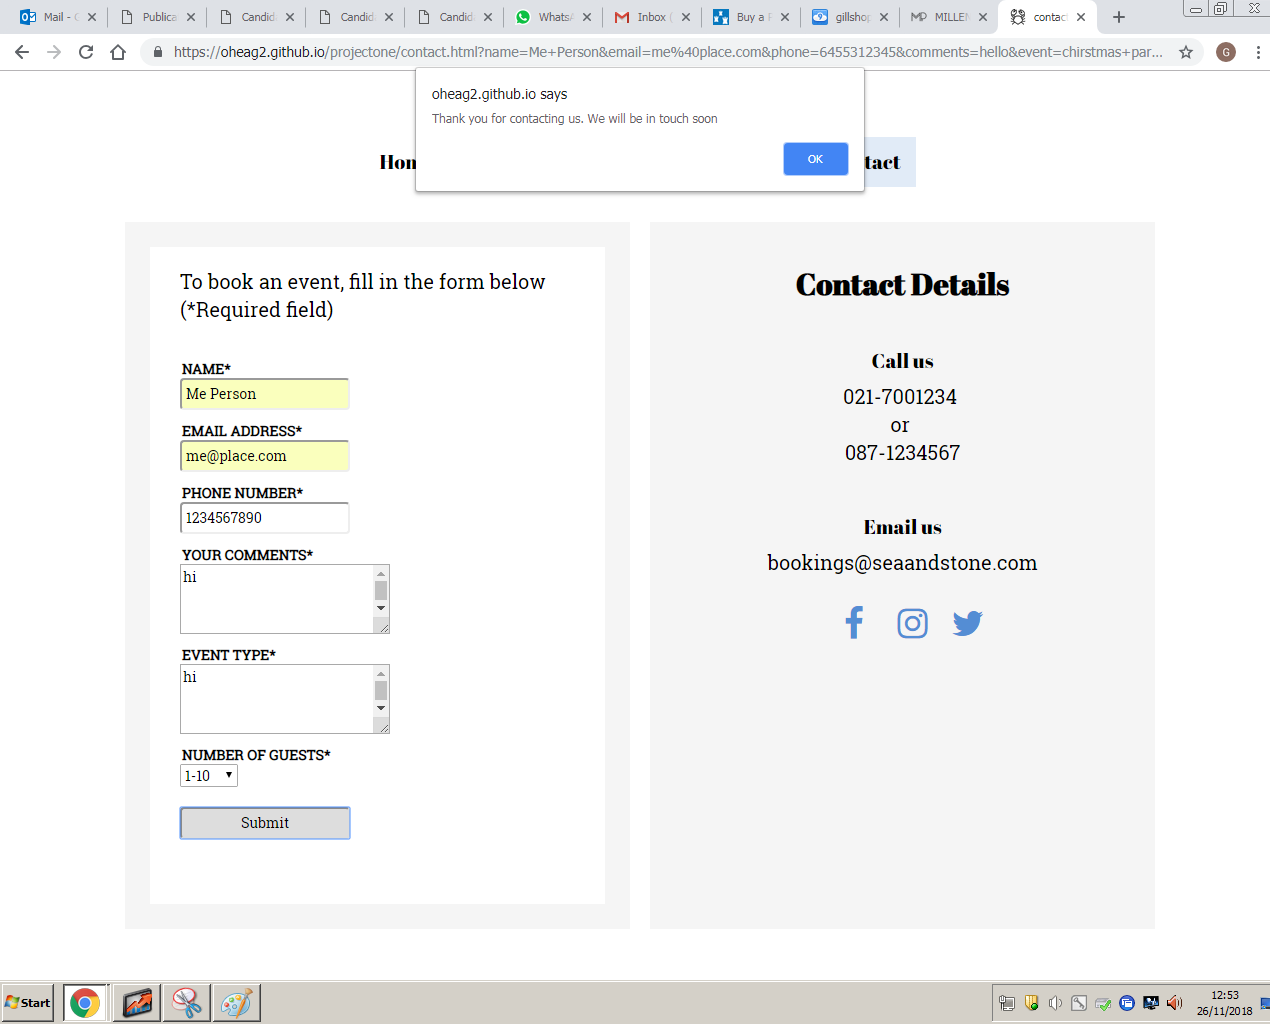 Mail - 
Publica
Candid
Candid
Candid
WhatsA
Inbox
Buy a
gillshop
MILLEN
contact
https://oheag2.github.io/projectone/contact.html?name=Me+Person&email=me%40place.com&phone=6455312345&comments=hello&event=chirstmas+par...
G
oheag2.github.io says
Thank you for contacting us. We will be in touch soon
OK
Hon
tact
To book an event, fill in the form below
(*Required field)
NAME*
Me Person
EMAIL ADDRESS*
me@place.com
PHONE NUMBER*
1234567890
YOUR COMMENTS*
hi
EVENT TYPE*
hi
NUMBER OF GUESTS*
1-10
Submit
Contact Details
Call us
021-7001234
or
087-1234567
Email us
bookings@seaandstone.com
Start
12:53
26/11/2018